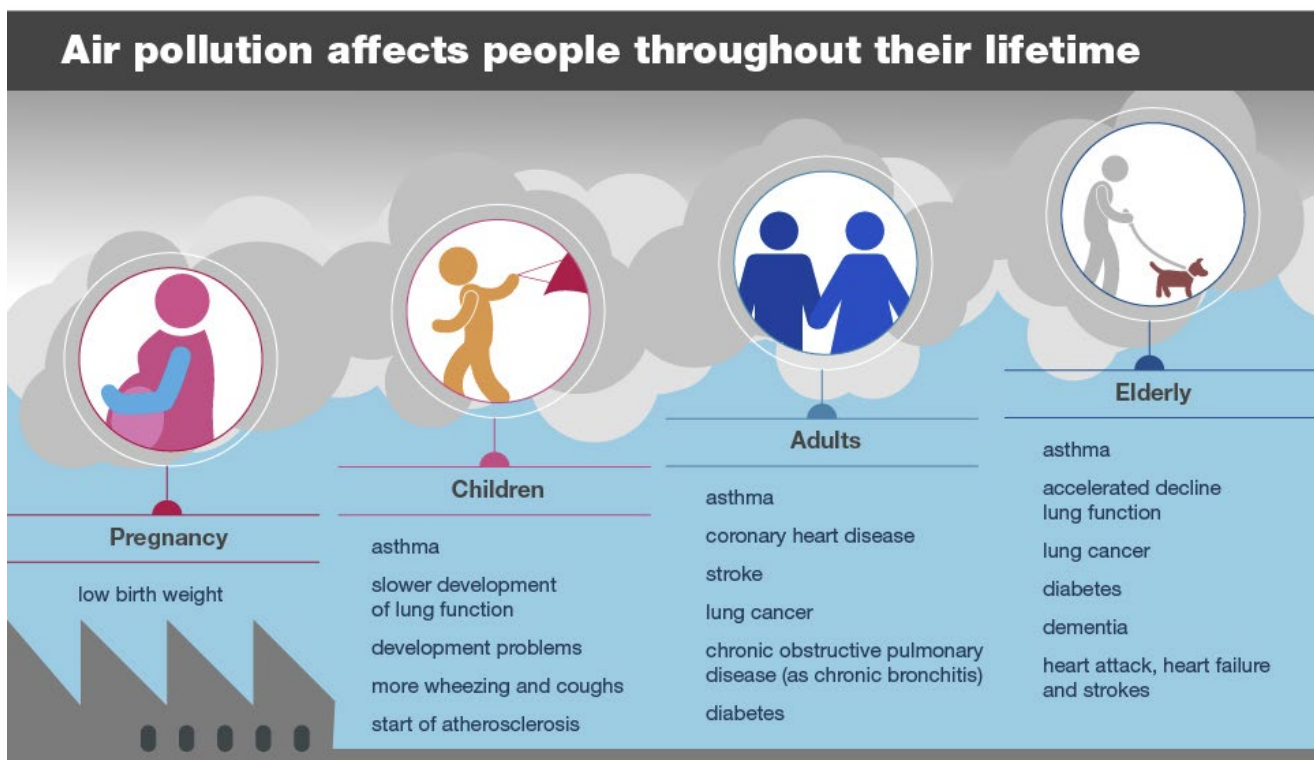 Air pollution affects people throughout their lifetime
Pregnancy
low birth weight
Children
asthma
slower development
of lung function
development problems
more wheezing and coughs
start of atherosclerosis
Adults
asthma
coronary heart disease
stroke
lung cancer
chronic obstructive pulmonary
disease (as chronic bronchitis)
diabetes
Elderly
asthma
accelerated decline
lung function
lung cancer
diabetes
dementia
heart attack, heart failure
and strokes